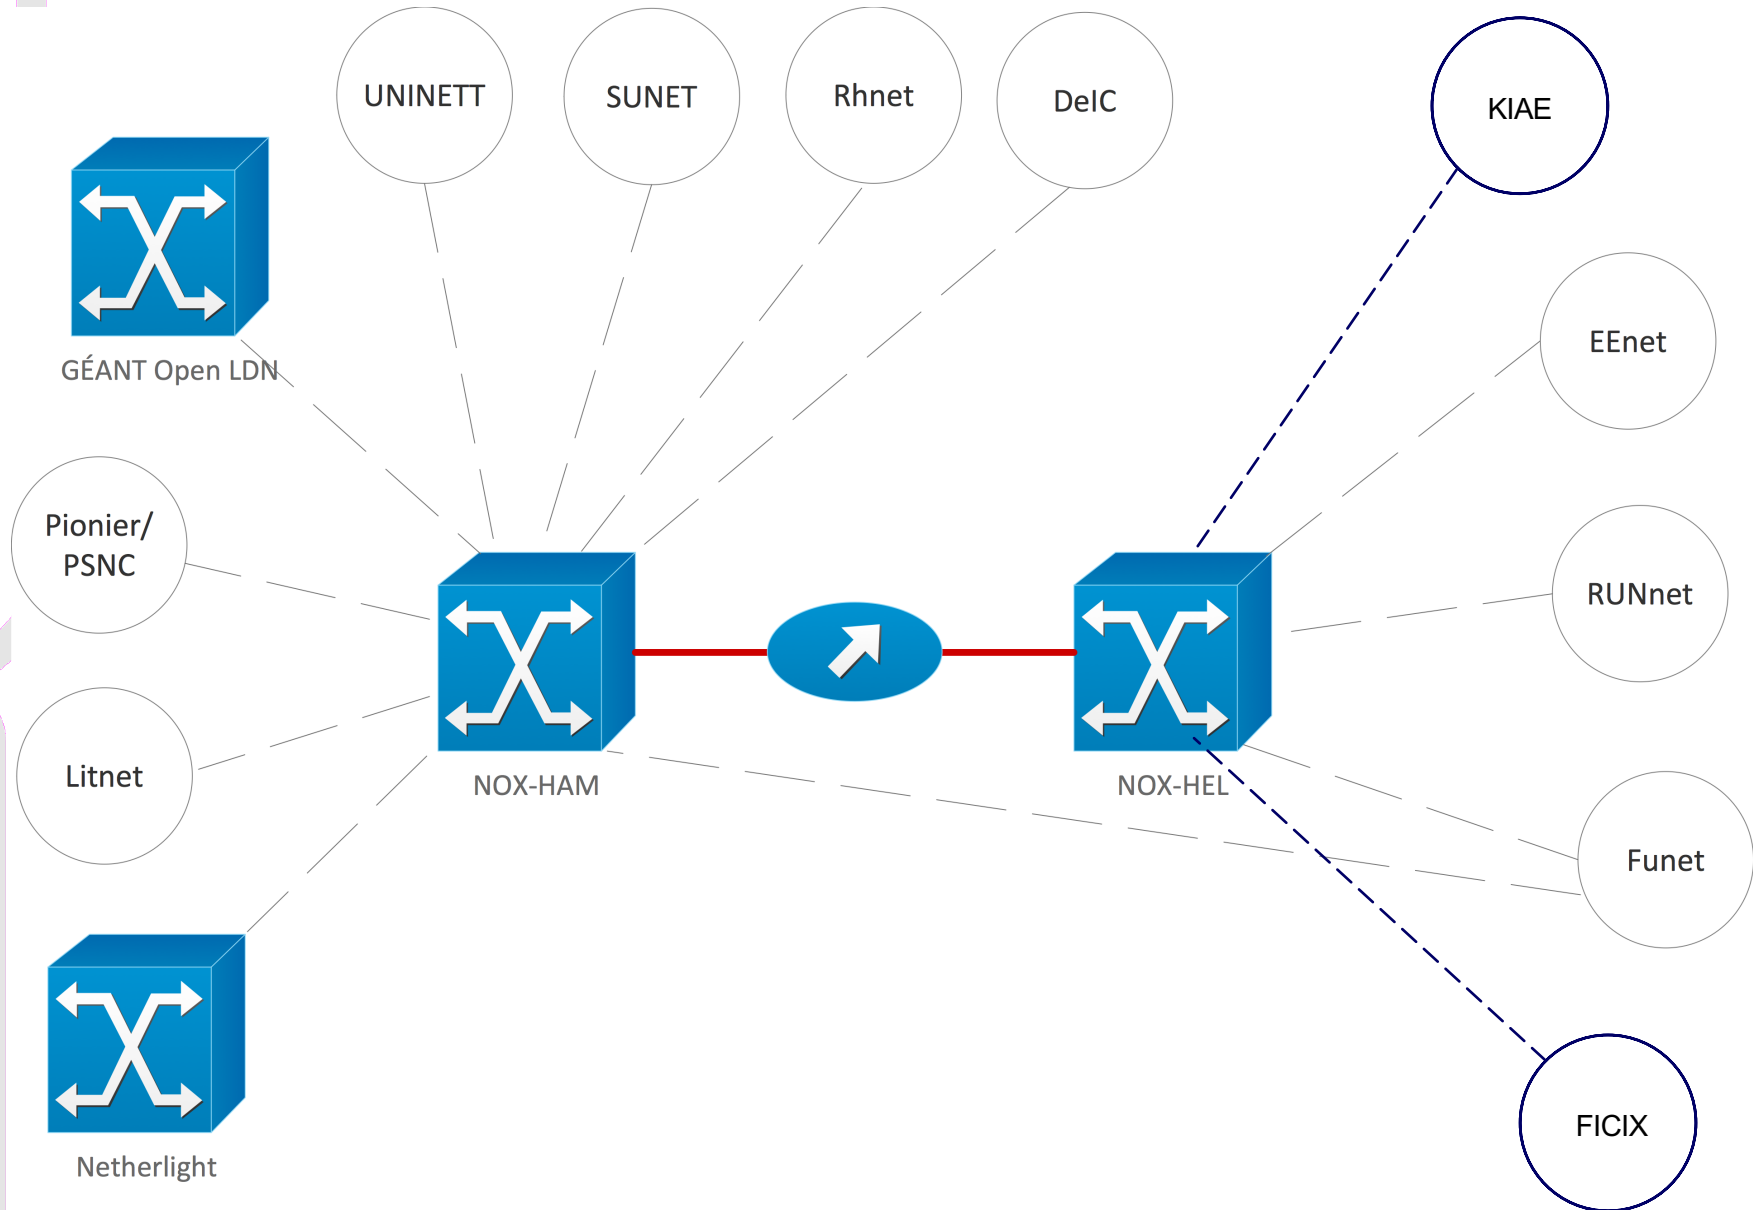 UNINETT
SUNET
Rhnet
DeIC
KIAE
GÉANT Open LDN
EEnet
Pionier/
PSNC
RUNnet
Litnet
NOX-HAM
NOX-HEL
Funet
Netherlight
FICIX